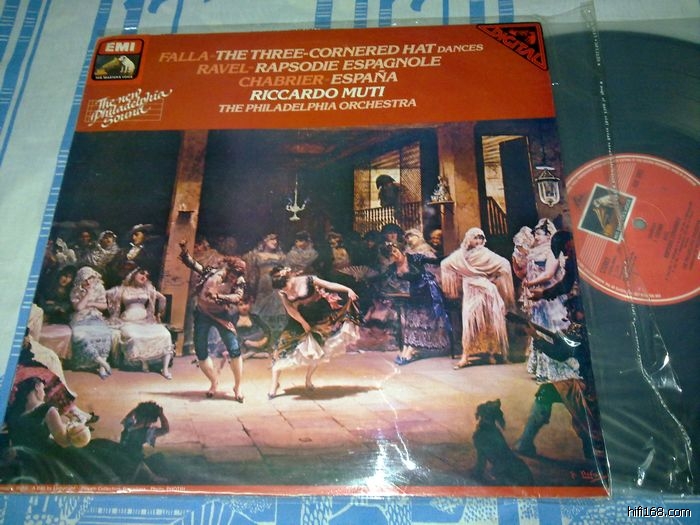 EMI
HIS MASTER'S VOICE
FALLA-THE THREE-CORNERED HAT DANCES
RAVEL-RAPSODIE ESPAGNOLE
CHABRIER-ESPAÑA
RICCARDO MUTI
THE PHILADELPHIA ORCHESTRA
DIGITAL
The new
Philadelphia
Sound
hifi168.com